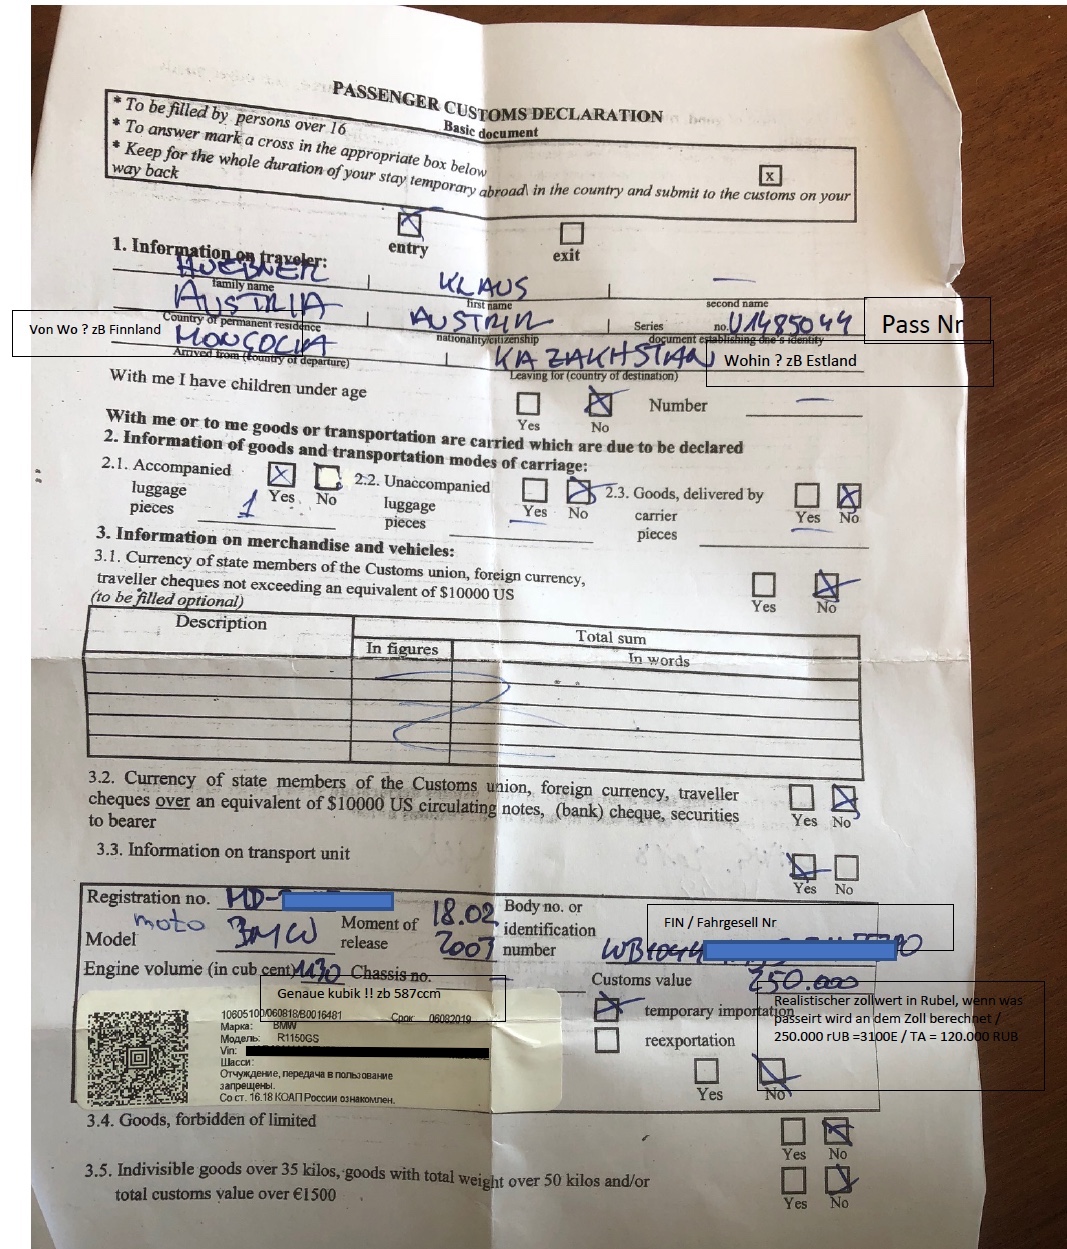 PASSENGER CUSTOMS DECLARATION
Basic document
* To be filled by persons over 16
* To answer mark a cross in the appropriate box below
x
* Keep for the whole duration of your stay temporary abroad\ in the country and submit to the customs on your
way back
entry
exit
1. Information on traveler:
HUEBNER KLAUS —
family name first name second name
AUSTRIA AUSTRIA Series no. U1485044 Pass Nr
Country of permanent residence nationality/citizenship document establishing one's identity
Von Wo ? zB Finnland MONGOLIA KAZAKHSTAN Wohin ? zB Estland
Arrived from (country of departure) Leaving for (country of destination)
With me I have children under age Yes No Number —
With me or to me goods or transportation are carried which are due to be declared
2. Information of goods and transportation modes of carriage:
2.1. Accompanied luggage pieces 1 Yes No
2.2. Unaccompanied luggage pieces Yes No
2.3. Goods, delivered by carrier pieces Yes No
3. Information on merchandise and vehicles:
3.1. Currency of state members of the Customs union, foreign currency,
traveller cheques not exceeding an equivalent of $10000 US
Yes No
(to be filled optional)
Description Total sum
In figures In words
3.2. Currency of state members of the Customs union, foreign currency, traveller
cheques over an equivalent of $10000 US circulating notes, (bank) cheque, securities
to bearer
Yes No
3.3. Information on transport unit
Yes No
Registration no. MD-
Model moto BMW
Moment of release 18.02 2003
Body no. or identification number
FIN / Fahrgesell Nr
Engine volume (in cub cent) 1130 Chassis no. —
Customs value 250.000
Genaue kubik !! zb 587ccm
Realistischer zollwert in Rubel, wenn was
passeirt wird an dem Zoll berechnet /
250.000 rUB =3100E / TA = 120.000 RUB
temporary importation
reexportation
Yes No
10605100/060818/В0016481 Срок 06082019
Марка: BMW
Модель: R1150GS
Vin:
Шасси:
Отчуждение, передача в пользование
запрещены.
Со ст. 16.18 КОАП России ознакомлен.
3.4. Goods, forbidden of limited
Yes No
3.5. Indivisible goods over 35 kilos, goods with total weight over 50 kilos and/or
total customs value over €1500
Yes No